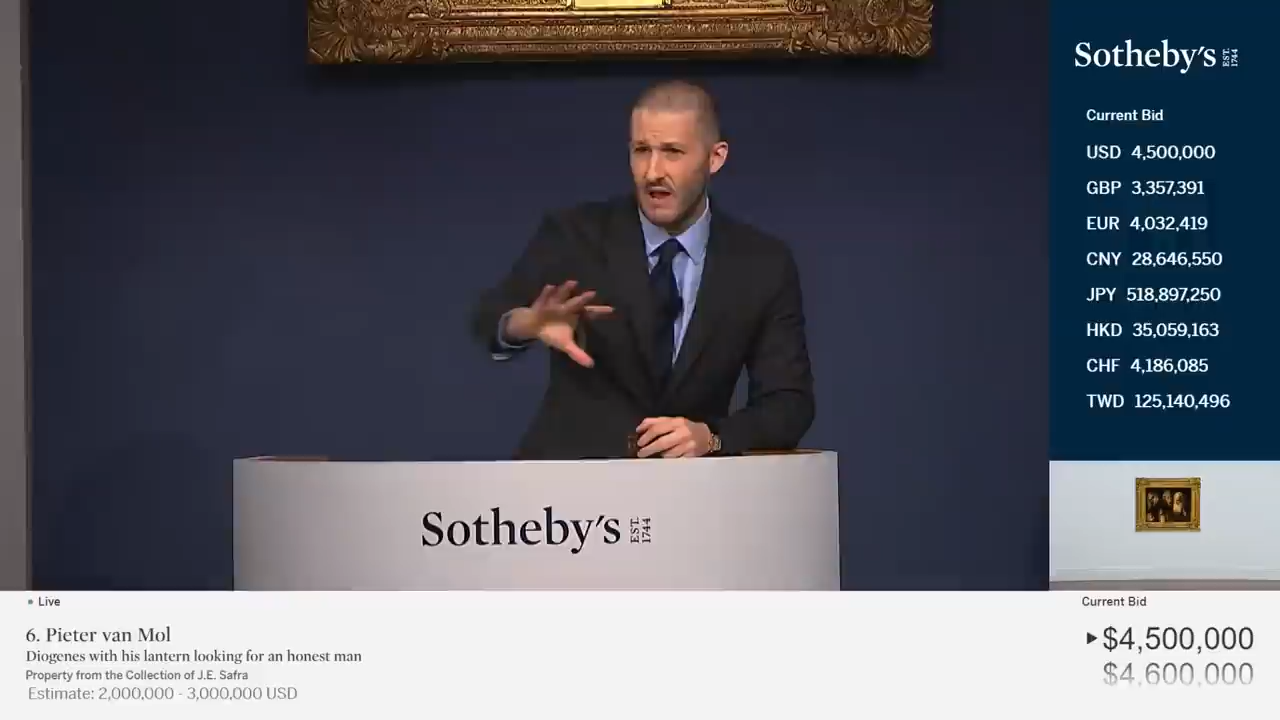 Sotheby's EST. 1744
Current Bid
USD 4,500,000
GBP 3,357,391
EUR 4,032,419
CNY 28,646,550
JPY 518,897,250
HKD 35,059,163
CHF 4,186,085
TWD 125,140,496
Sotheby's EST. 1744
Live
6. Pieter van Mol
Diogenes with his lantern looking for an honest man
Property from the Collection of J.E. Safra
Estimate: 2,000,000 - 3,000,000 USD
Current Bid
$4,500,000
$4,600,000